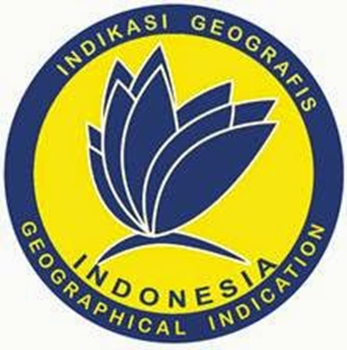 INDIKASI GEOGRAFIS
INDONESIA
GEOGRAPHICAL INDICATION